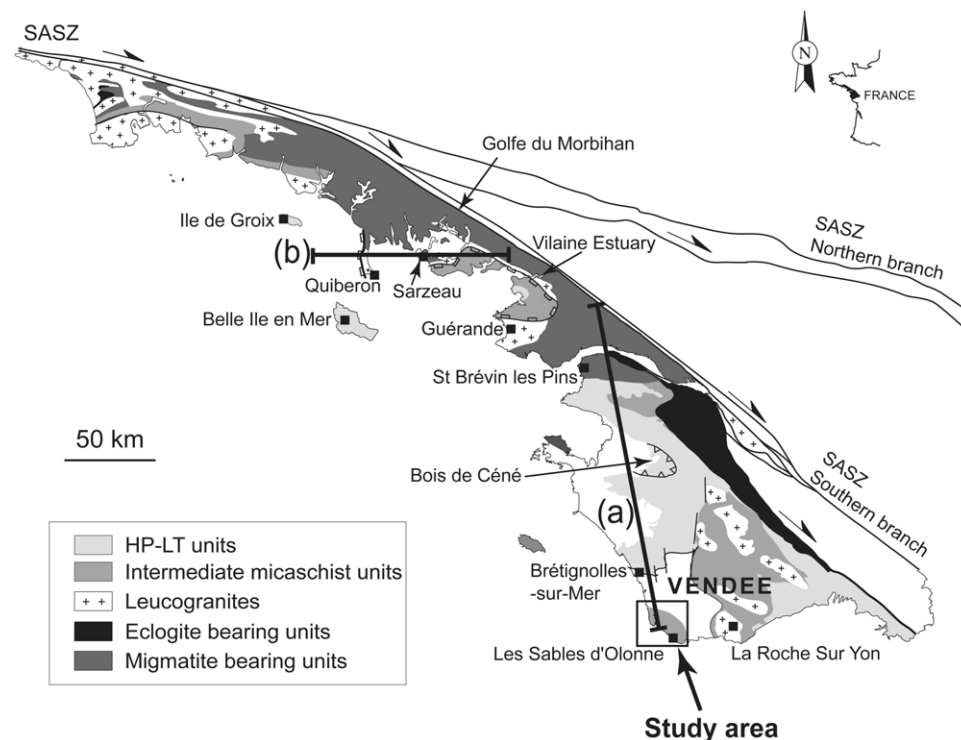 SASZ
N
FRANCE
Golfe du Morbihan
SASZ
Northern branch
Ile de Groix
Vilaine Estuary
(b)
Quiberon
Sarzeau
Belle Ile en Mer
Guérande
St Brévin les Pins
50 km
SASZ
Southern branch
Bois de Céné
(a)
HP-LT units
Intermediate micaschist units
Leucogranites
Eclogite bearing units
Migmatite bearing units
Brétignolles
-sur-Mer
VENDEE
Les Sables d'Olonne
La Roche Sur Yon
Study area